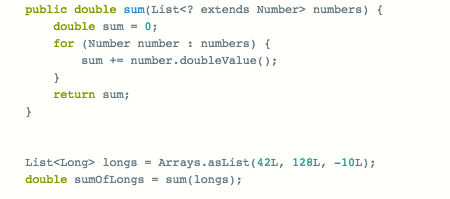 public double sum(List<? extends Number> numbers) {
    double sum = 0;
    for (Number number : numbers) {
        sum += number.doubleValue();
    }
    return sum;
}
List<Long> longs = Arrays.asList(42L, 128L, -10L);
double sumOfLongs = sum(longs);